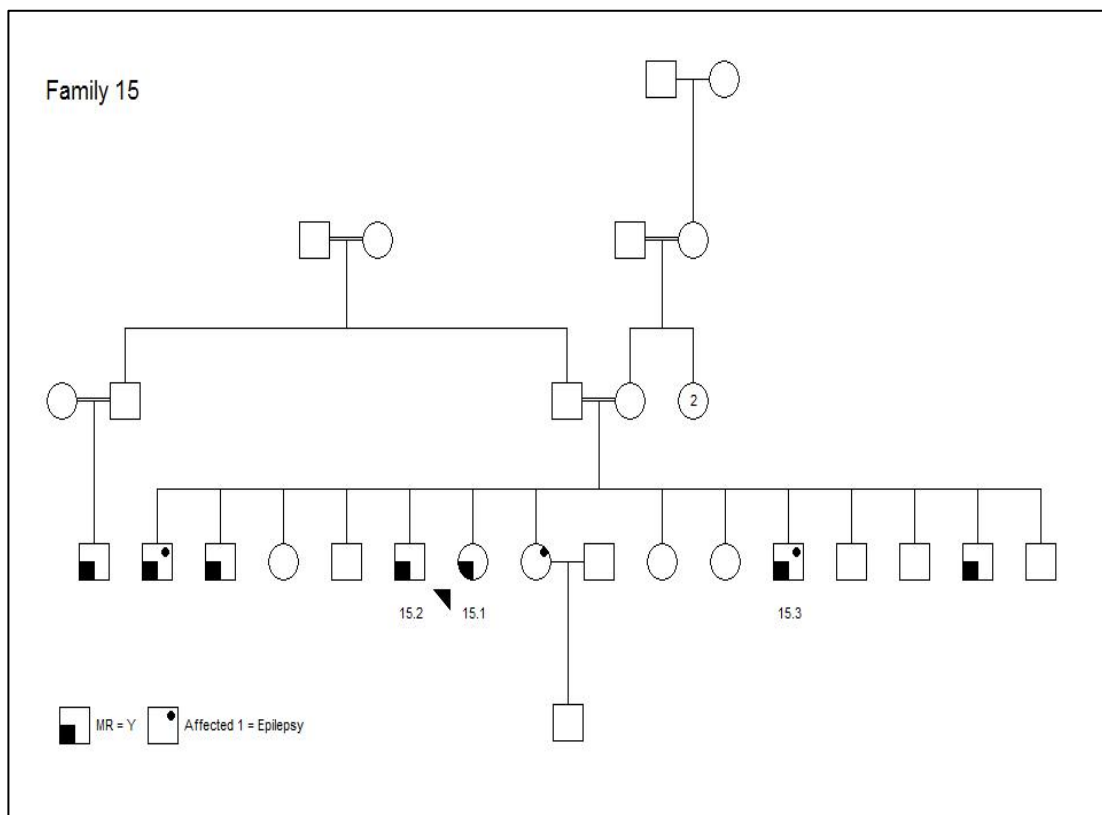 Family 15
2
15.2
15.1
15.3
MR = Y
Affected 1 = Epilepsy